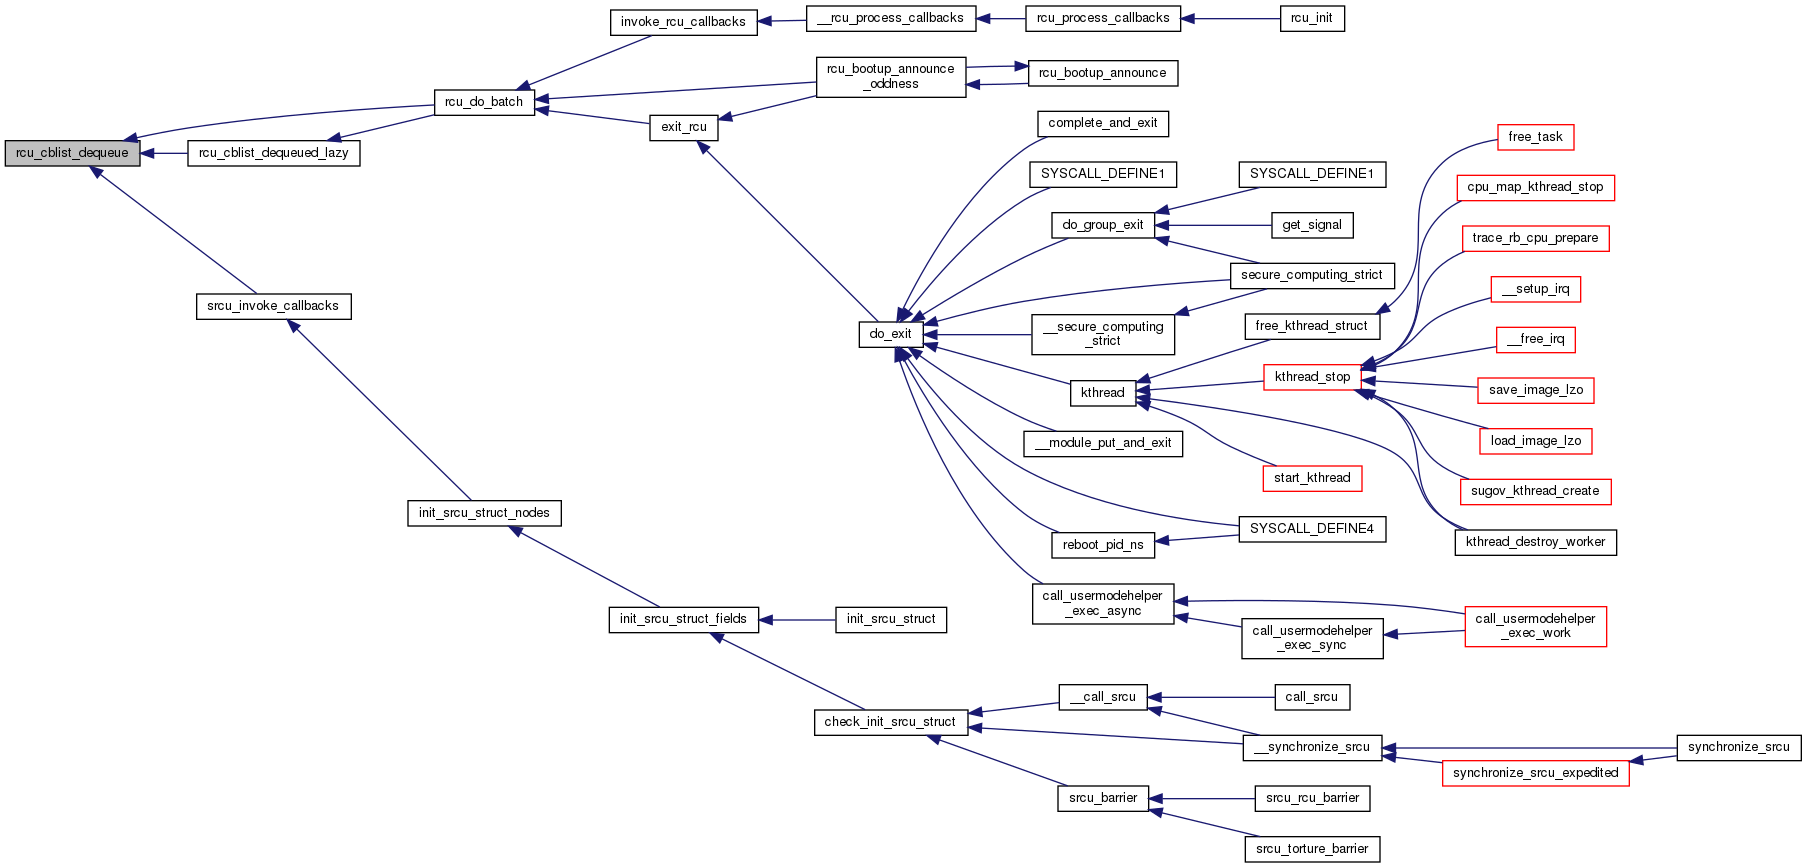 invoke_rcu_callbacks
__rcu_process_callbacks
rcu_process_callbacks
rcu_init
rcu_bootup_announce
_oddness
rcu_bootup_announce
rcu_do_batch
exit_rcu
complete_and_exit
free_task
rcu_cblist_dequeue
rcu_cblist_dequeued_lazy
SYSCALL_DEFINE1
SYSCALL_DEFINE1
cpu_map_kthread_stop
do_group_exit
get_signal
trace_rb_cpu_prepare
secure_computing_strict
__setup_irq
srcu_invoke_callbacks
do_exit
__secure_computing
_strict
free_kthread_struct
__free_irq
kthread
kthread_stop
save_image_lzo
__module_put_and_exit
load_image_lzo
start_kthread
sugov_kthread_create
init_srcu_struct_nodes
reboot_pid_ns
SYSCALL_DEFINE4
kthread_destroy_worker
call_usermodehelper
_exec_async
init_srcu_struct_fields
init_srcu_struct
call_usermodehelper
_exec_sync
call_usermodehelper
_exec_work
check_init_srcu_struct
__call_srcu
call_srcu
__synchronize_srcu
synchronize_srcu
synchronize_srcu_expedited
srcu_barrier
srcu_rcu_barrier
srcu_torture_barrier